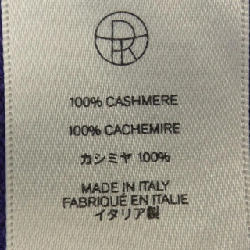 100% CASHMERE
100% CACHEMIRE
カシミヤ 100%
MADE IN ITALY
FABRIQUÉ EN ITALIE
イタリア製